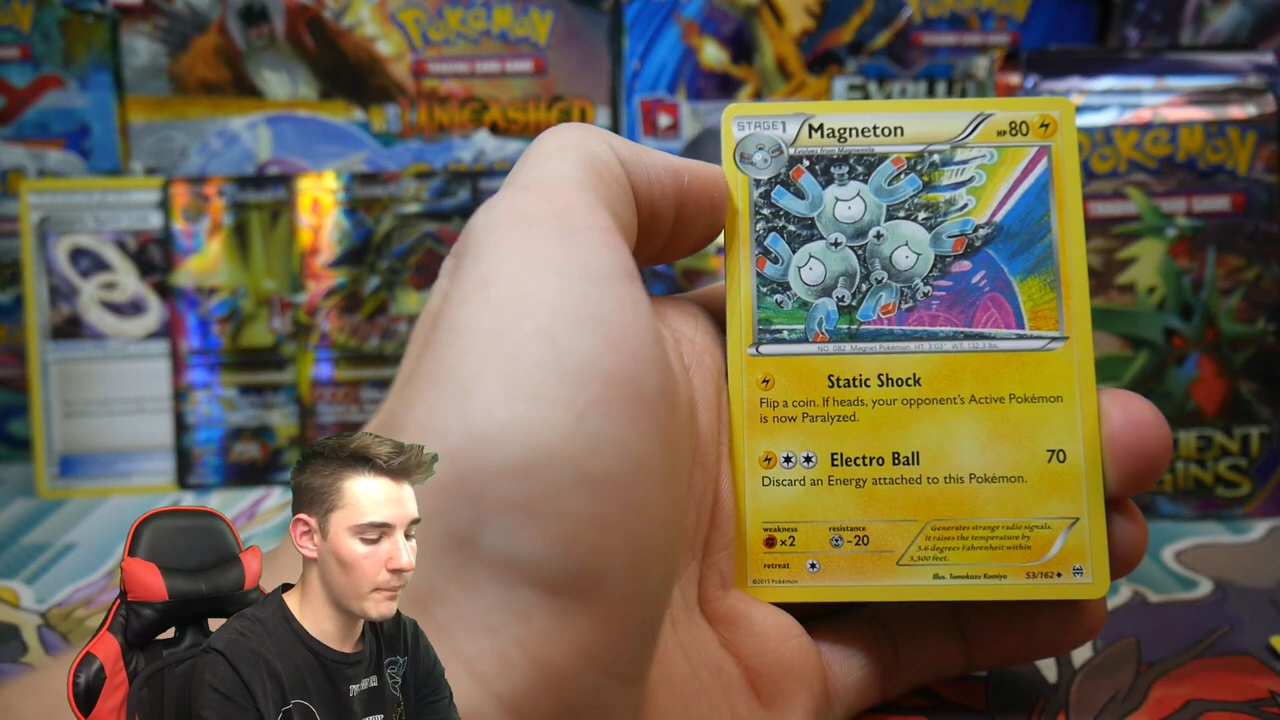 POKéMON
TRADING CARD GAME
UNLEASHED
POKéMON
EVOLUTI
POKéMON
TRADING CARD GAME
CIENT
GINS
STAGE1
Magneton
HP80
Evolves from Magnemite
NO. 082 Magnet Pokémon HT: 3'03" WT: 132.3 lbs.
Static Shock
Flip a coin. If heads, your opponent's Active Pokémon
is now Paralyzed.
Electro Ball 70
Discard an Energy attached to this Pokémon.
weakness
×2
resistance
-20
retreat
Generates strange radio signals.
It raises the temperature by
3.6 degrees Fahrenheit within
3,300 feet.
©2015 Pokémon
Illus. Tomokazu Komiya
53/162